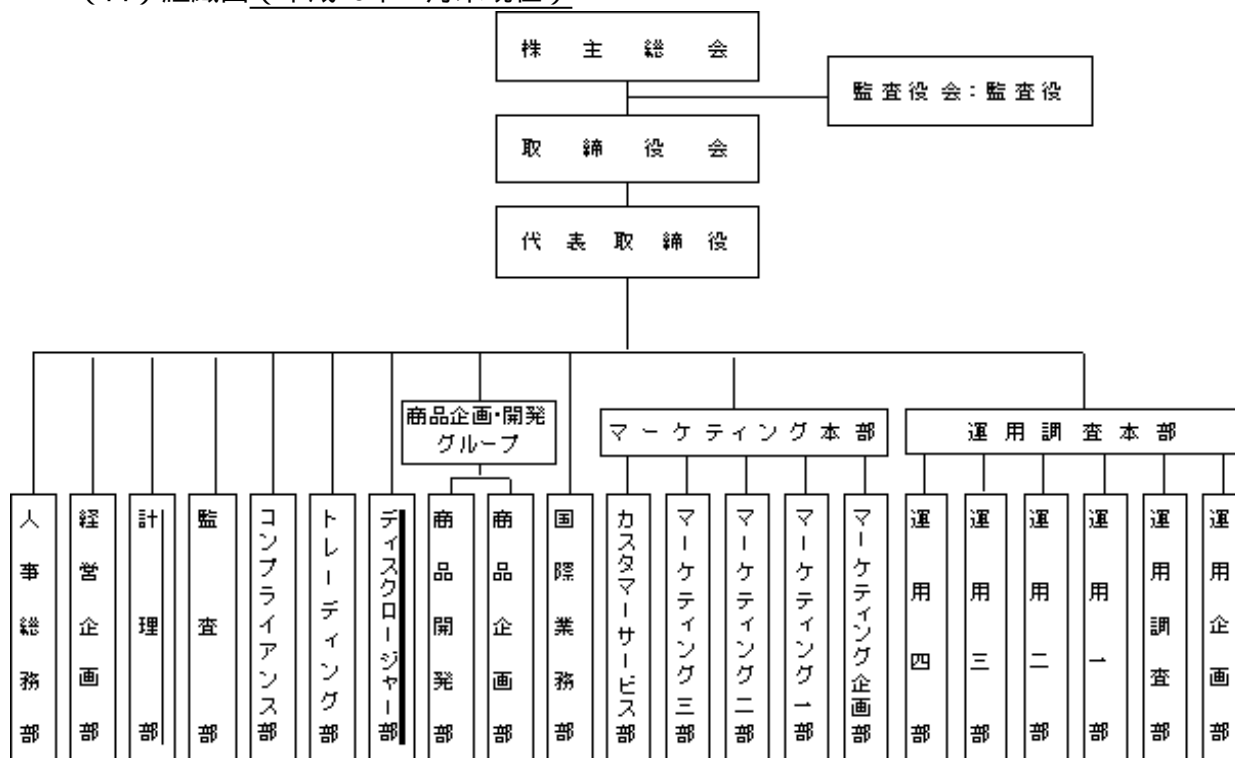 組織図
株主総会
監査役会：監査役
取締役会
代表取締役
商品企画・開発
グループ
マーケティング本部
運用調査本部
人事総務部
経営企画部
計理部
監査部
コンプライアンス部
トレーディング部
ディスクロージャー部
商品開発部
商品企画部
国際業務部
カスタマーサービス部
マーケティング三部
マーケティング二部
マーケティング一部
マーケティング企画部
運用四部
運用三部
運用二部
運用一部
運用調査部
運用企画部